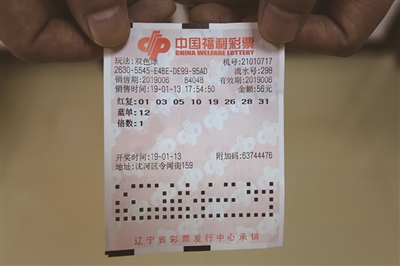 中国福利彩票
CHINA WELFARE LOTTERY
玩法:双色球 机号:21010717
2630-5545-E4BE-DE99-95AD 流水号:298
销售期:2019006 B4048 有效期:2019006
销售时间:19-01-13 17:54:50 金额:56元
红复:01 03 05 10 19 26 28 31
蓝单:12
倍数:1
开奖时间:19-01-13 附加码:63744476
地址:沈河区令闻街159
辽宁省彩票发行中心承销